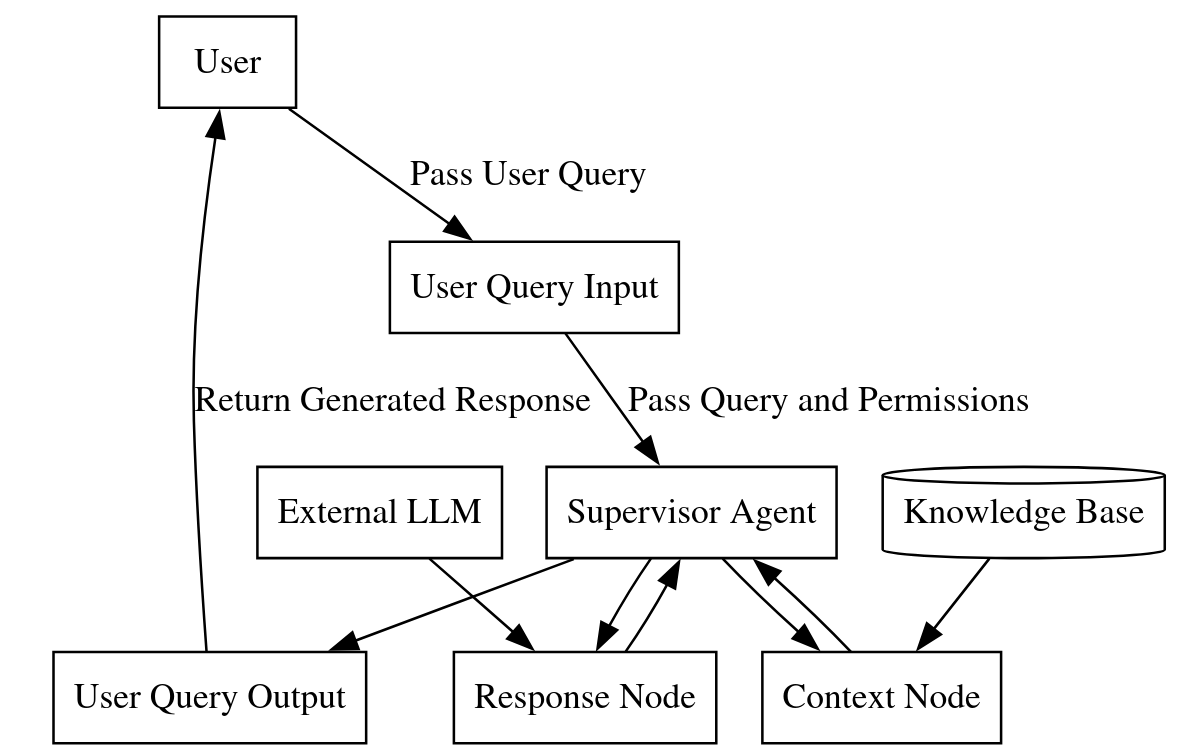 User
Pass User Query
User Query Input
Return Generated Response
Pass Query and Permissions
External LLM
Supervisor Agent
Knowledge Base
User Query Output
Response Node
Context Node